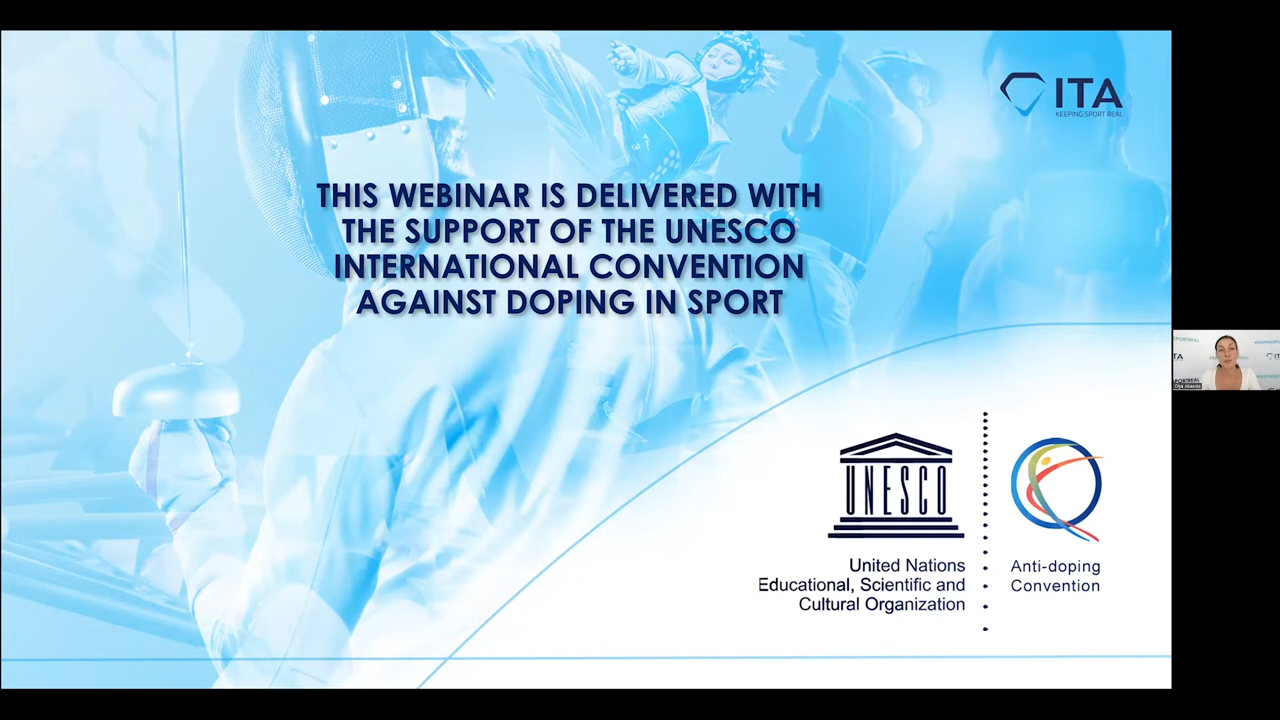 ITA
KEEPING SPORT REAL
THIS WEBINAR IS DELIVERED WITH
THE SUPPORT OF THE UNESCO
INTERNATIONAL CONVENTION
AGAINST DOPING IN SPORT
UNESCO
United Nations
Educational, Scientific and
Cultural Organization
Anti-doping
Convention